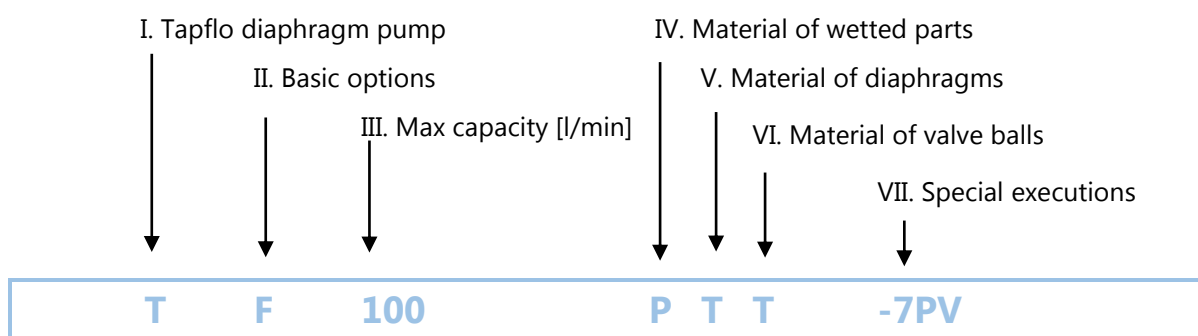 I. Tapflo diaphragm pump
IV. Material of wetted parts
II. Basic options
V. Material of diaphragms
III. Max capacity [l/min]
VI. Material of valve balls
VII. Special executions
T F 100 P T T -7PV